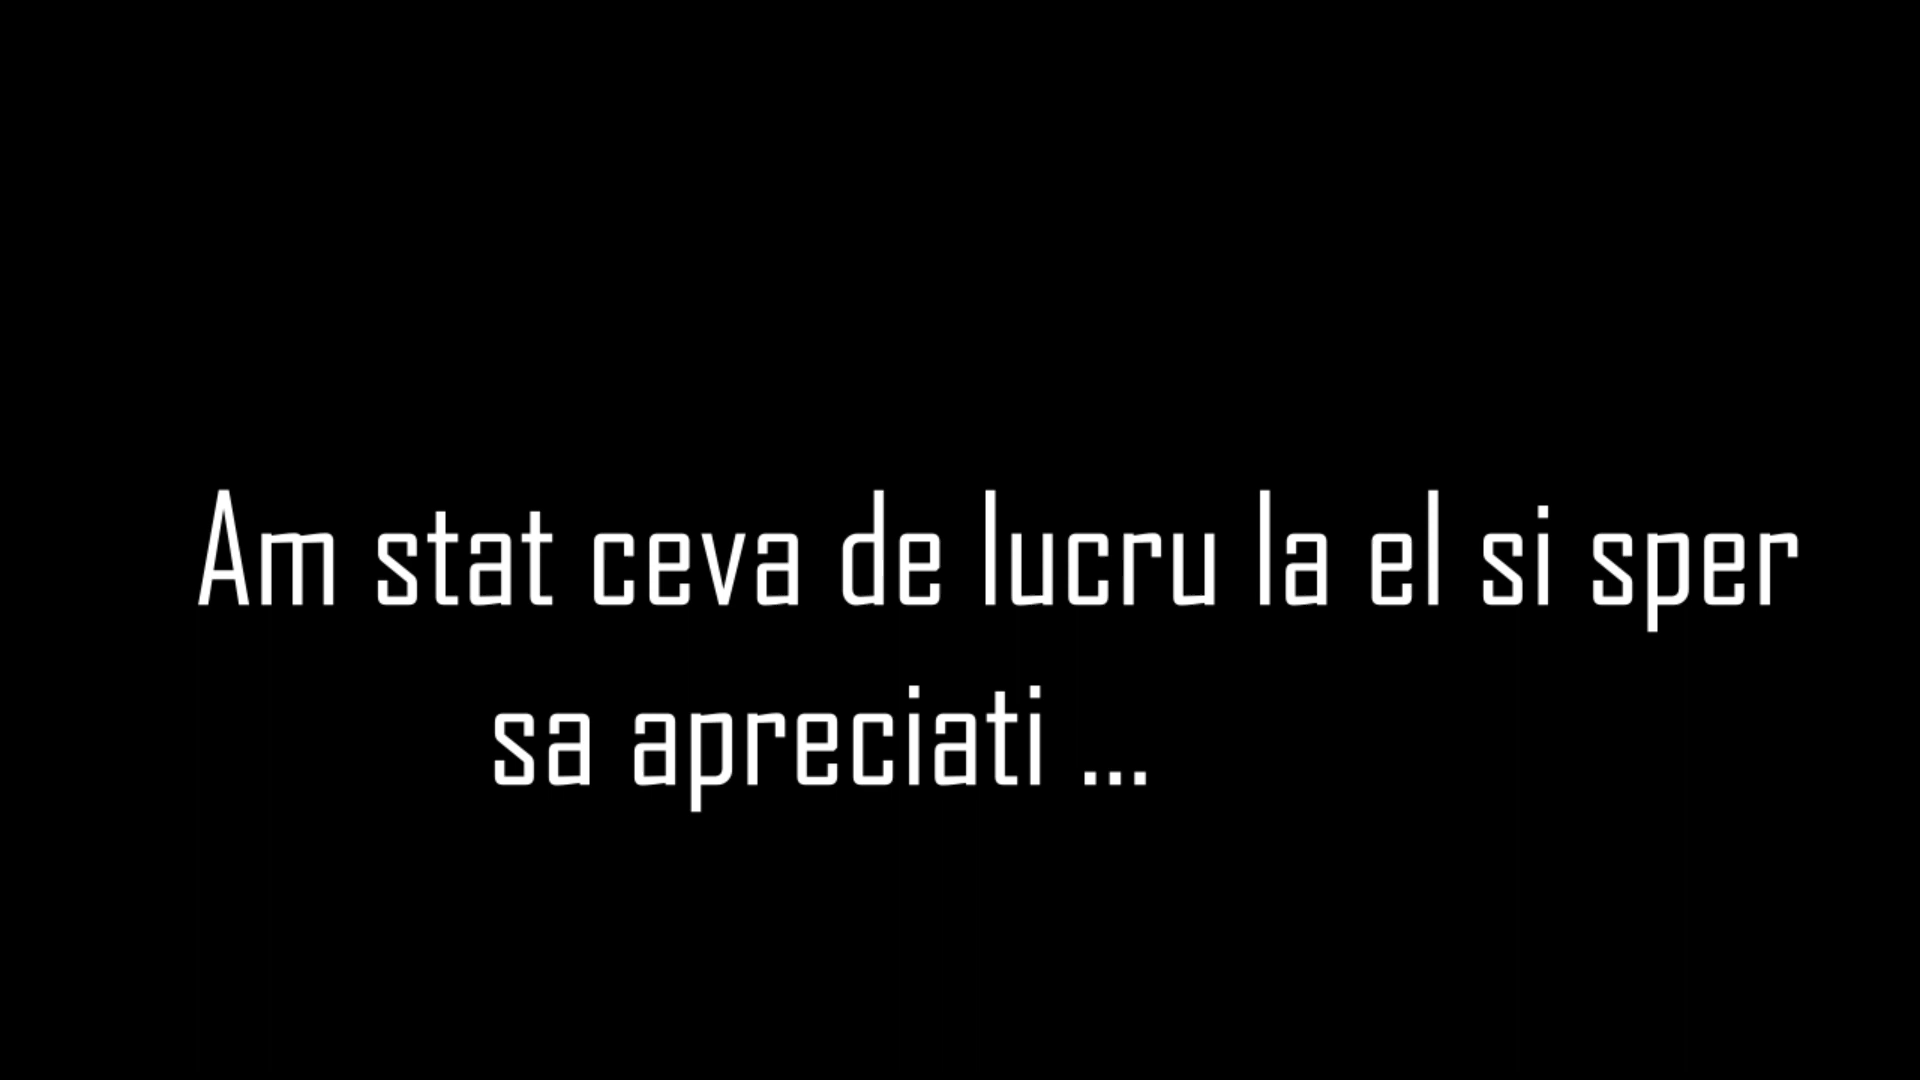 Am stat ceva de lucru la el si sper
sa apreciati ...